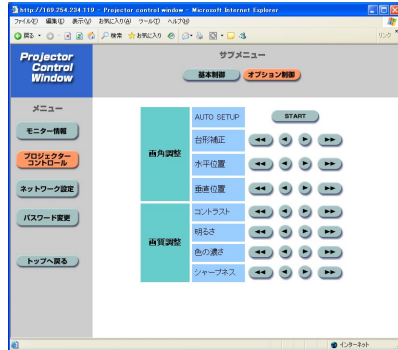 http://169.254.234.119 - Projector control window - Microsoft Internet Explorer
ファイル(F) 編集(E) 表示(V) お気に入り(A) ツール(T) ヘルプ(H)
戻る 検索 お気に入り リンク
Projector
Control
Window
サブメニュー
基本制御 オプション制御
メニュー
モニター情報
プロジェクター
コントロール
ネットワーク設定
パスワード変更
トップへ戻る
画角調整
AUTO SETUP START
台形補正
水平位置
垂直位置
画質調整
コントラスト
明るさ
色の濃さ
シャープネス
インターネット